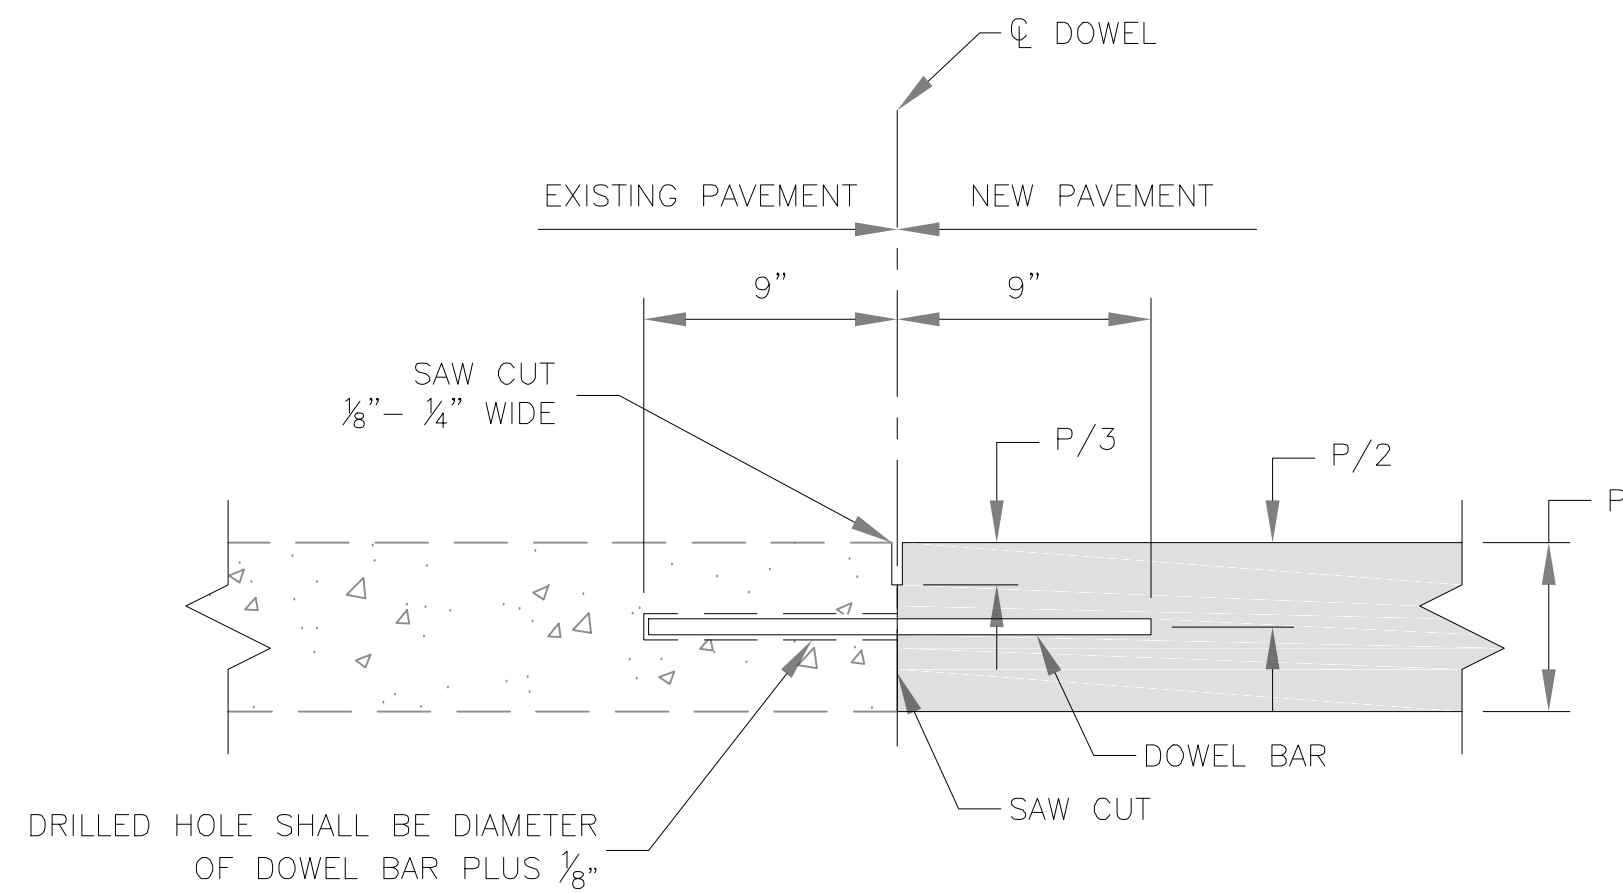 ℄ DOWEL
EXISTING PAVEMENT
NEW PAVEMENT
9”
9”
SAW CUT
⅛”– ¼” WIDE
P/3
P/2
P
DOWEL BAR
SAW CUT
DRILLED HOLE SHALL BE DIAMETER
OF DOWEL BAR PLUS ⅛”